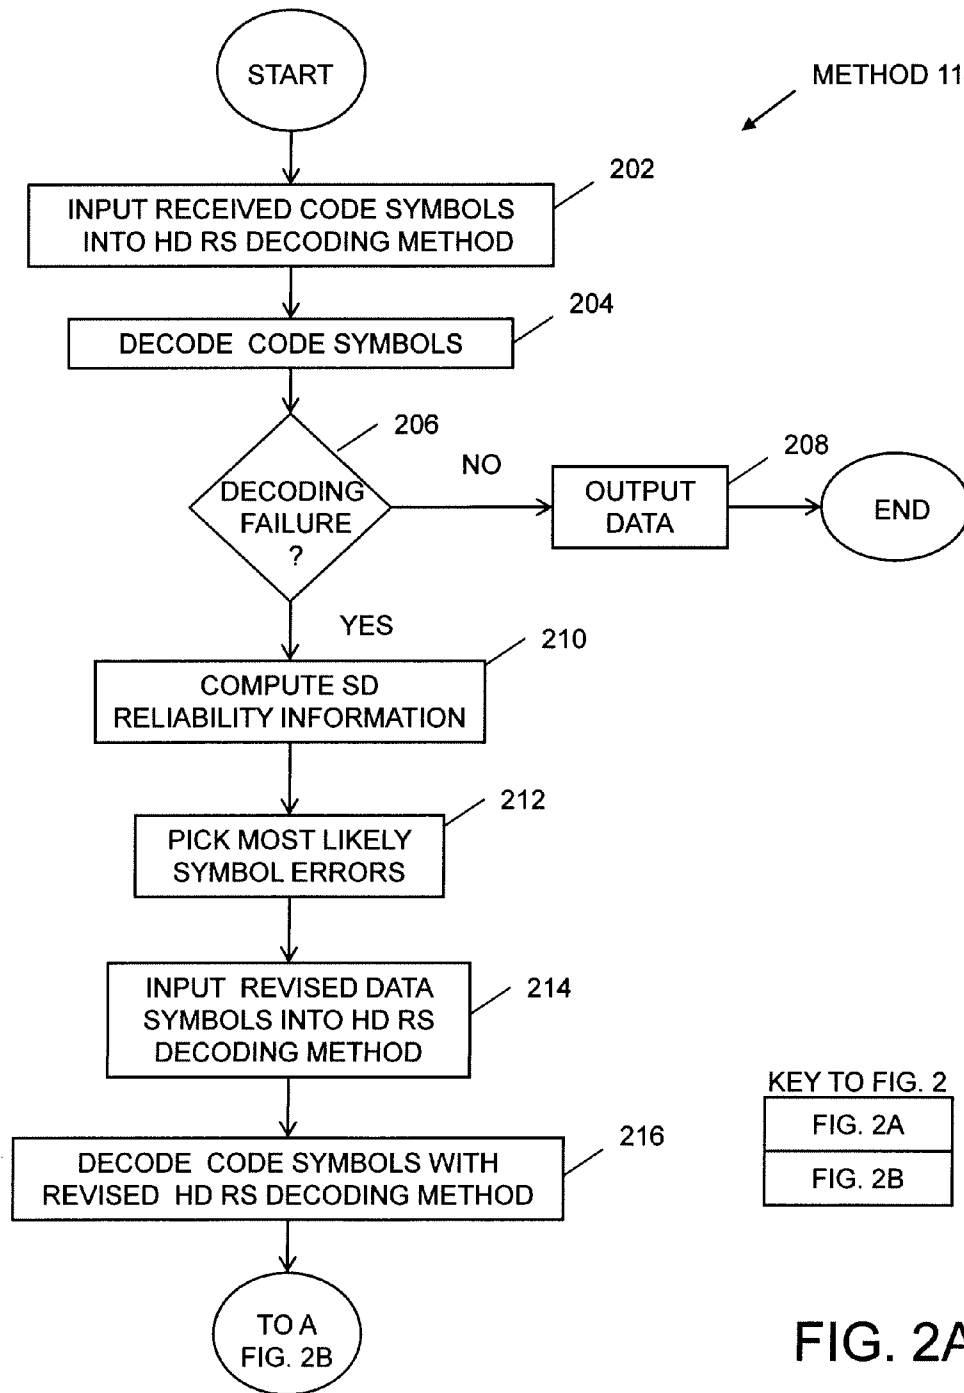 START
METHOD 11
202
INPUT RECEIVED CODE SYMBOLS
INTO HD RS DECODING METHOD
204
DECODE CODE SYMBOLS
206
DECODING
FAILURE
?
NO
208
OUTPUT
DATA
END
YES
210
COMPUTE SD
RELIABILITY INFORMATION
212
PICK MOST LIKELY
SYMBOL ERRORS
214
INPUT REVISED DATA
SYMBOLS INTO HD RS
DECODING METHOD
216
DECODE CODE SYMBOLS WITH
REVISED HD RS DECODING METHOD
TO A
FIG. 2B
KEY TO FIG. 2
FIG. 2A
FIG. 2B
FIG. 2A